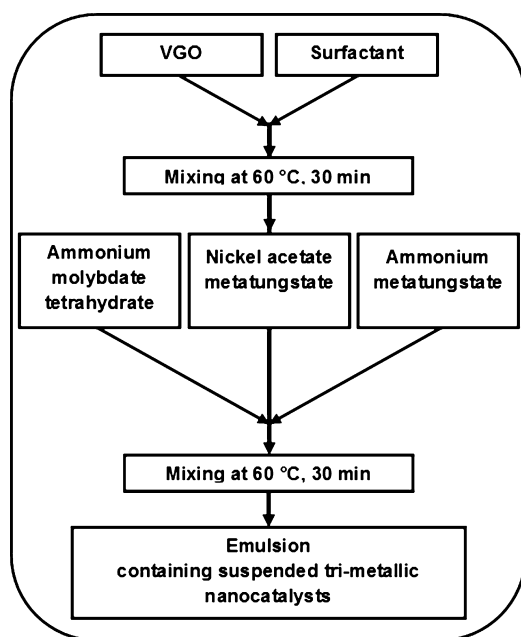 VGO
Surfactant
Mixing at 60 °C, 30 min
Ammonium
molybdate
tetrahydrate
Nickel acetate
metatungstate
Ammonium
metatungstate
Mixing at 60 °C, 30 min
Emulsion
containing suspended tri-metallic
nanocatalysts